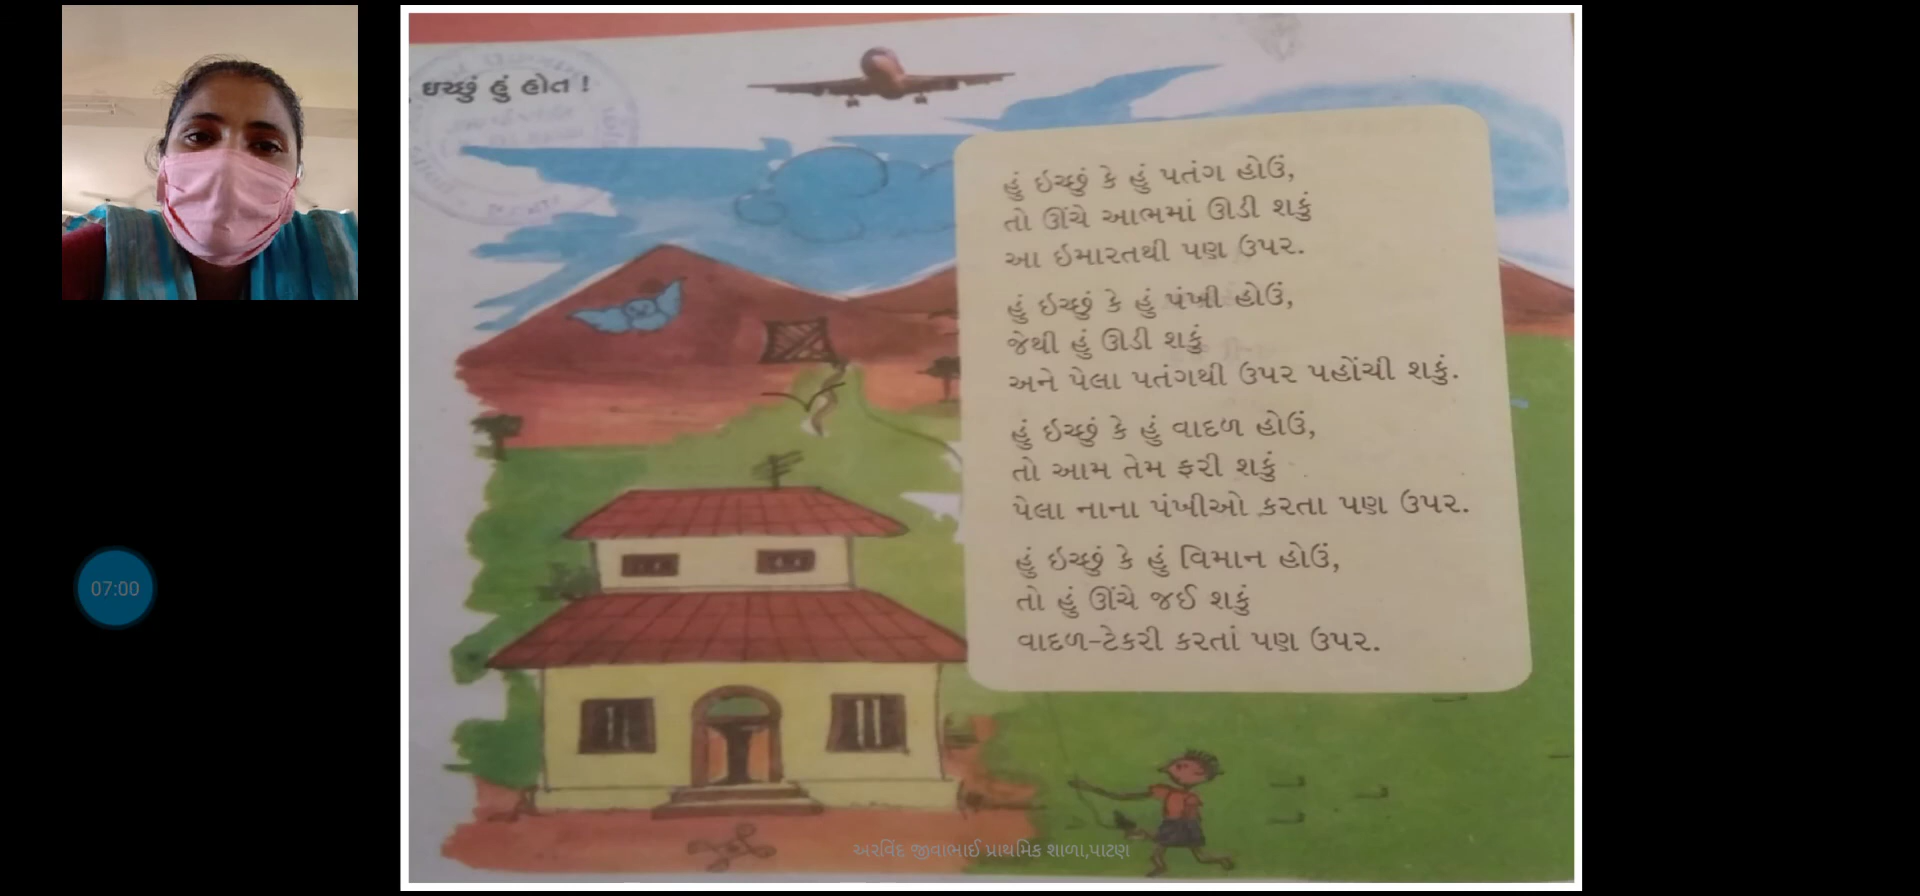 ઇચ્છું હું હોત !
હું ઇચ્છું કે હું પતંગ હોઉં,
તો ઊંચે આભમાં ઊડી શકું
આ ઇમારતથી પણ ઉપર.
હું ઇચ્છું કે હું પંખી હોઉં,
જેથી હું ઊડી શકું
અને પેલા પતંગથી ઉપર પહોંચી શકું.
હું ઇચ્છું કે હું વાદળ હોઉં,
તો આમ તેમ ફરી શકું
પેલા નાના પંખીઓ કરતા પણ ઉપર.
હું ઇચ્છું કે હું વિમાન હોઉં,
તો હું ઊંચે જઈ શકું
વાદળ-ટેકરી કરતાં પણ ઉપર.
07:00
અરવિંદ જીવાભાઈ પ્રાથમિક શાળા,પાટણ